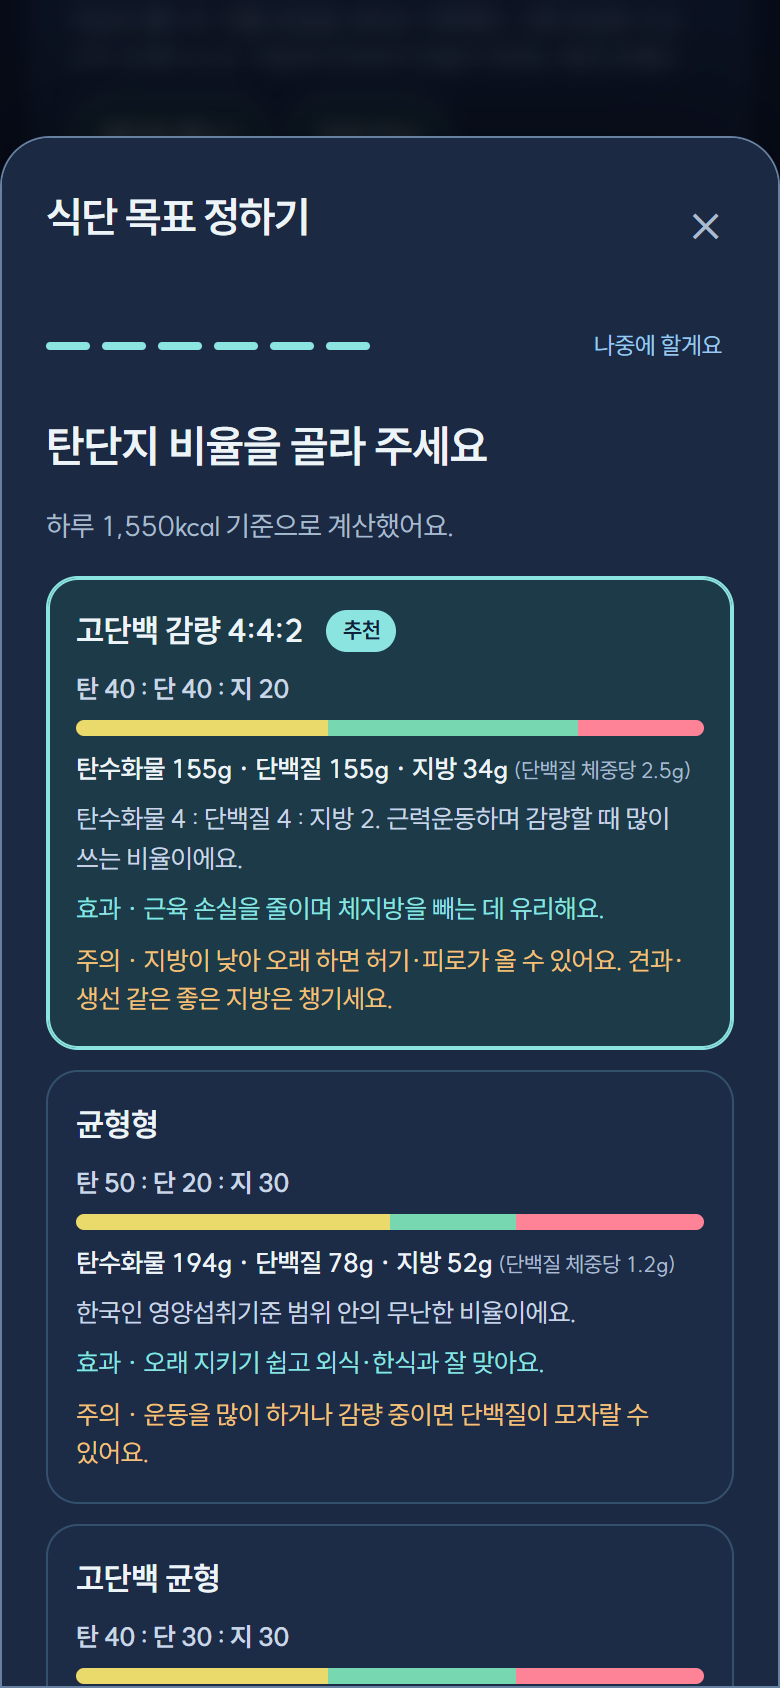 식단 목표 정하기
나중에 할게요
탄단지 비율을 골라 주세요
하루 1,550kcal 기준으로 계산했어요.
고단백 감량 4:4:2 추천
탄 40 : 단 40 : 지 20
탄수화물 155g · 단백질 155g · 지방 34g (단백질 체중당 2.5g)
탄수화물 4 : 단백질 4 : 지방 2. 근력운동하며 감량할 때 많이
쓰는 비율이에요.
효과 · 근육 손실을 줄이며 체지방을 빼는 데 유리해요.
주의 · 지방이 낮아 오래 하면 허기·피로가 올 수 있어요. 견과·
생선 같은 좋은 지방은 챙기세요.
균형형
탄 50 : 단 20 : 지 30
탄수화물 194g · 단백질 78g · 지방 52g (단백질 체중당 1.2g)
한국인 영양섭취기준 범위 안의 무난한 비율이에요.
효과 · 오래 지키기 쉽고 외식·한식과 잘 맞아요.
주의 · 운동을 많이 하거나 감량 중이면 단백질이 모자랄 수
있어요.
고단백 균형
탄 40 : 단 30 : 지 30